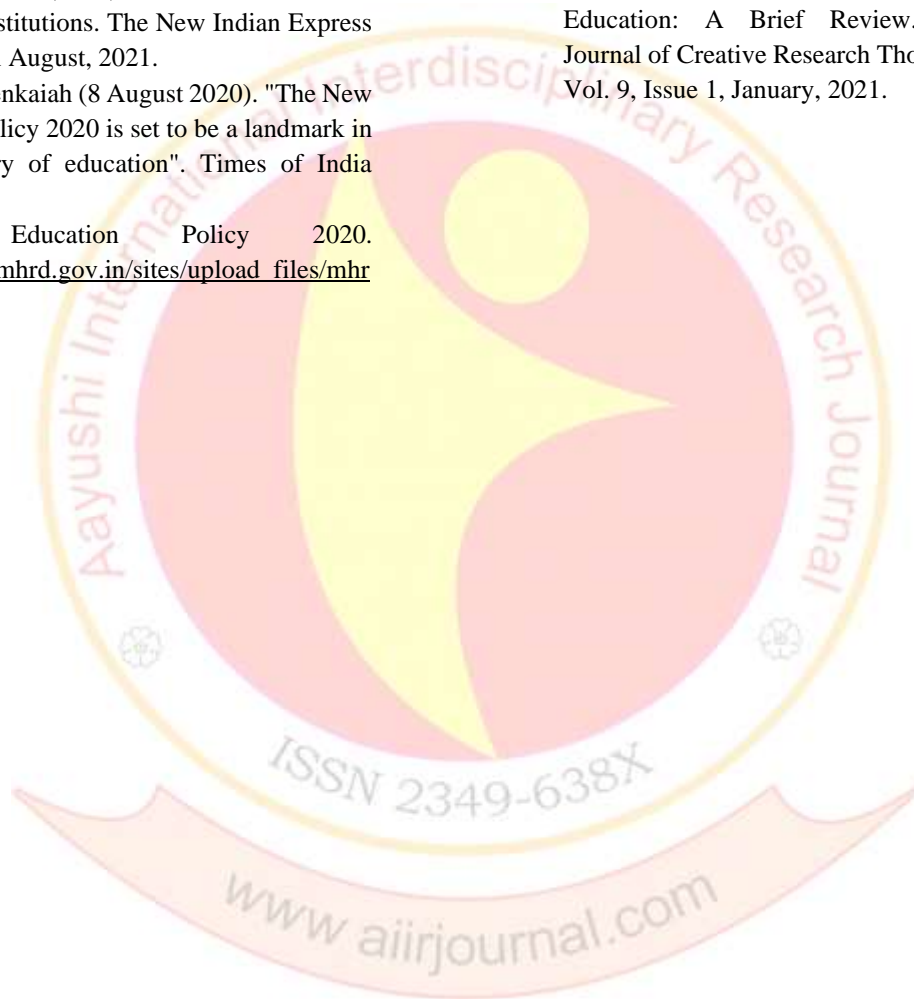 stitutions. The New Indian Express
August, 2021.
enkaiah (8 August 2020). "The New
licy 2020 is set to be a landmark in
y of education". Times of India
Education Policy 2020.
mhrd.gov.in/sites/upload_files/mhr
Education: A Brief Review.
Journal of Creative Research Tho
Vol. 9, Issue 1, January, 2021.
Aayushi International Interdisciplinary Research Journal
ISSN 2349-638X
www aiirjournal.com